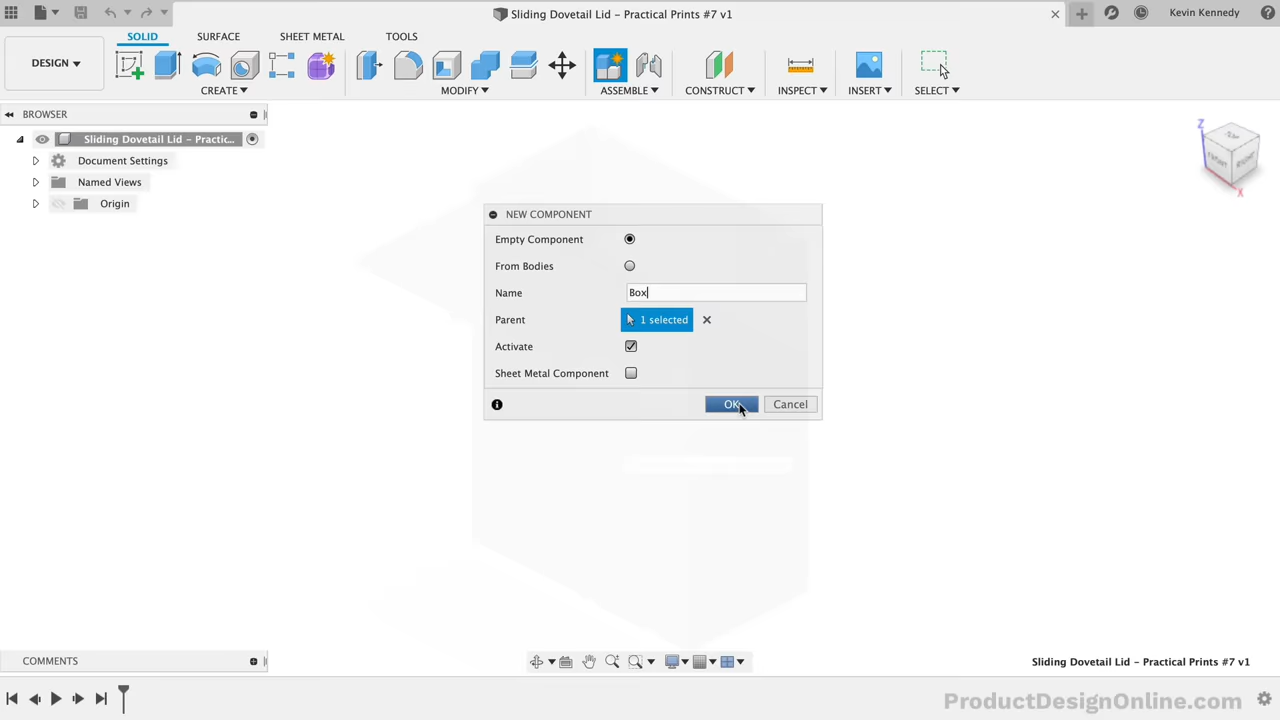 Sliding Dovetail Lid – Practical Prints #7 v1
Kevin Kennedy
DESIGN
SOLID
SURFACE
SHEET METAL
TOOLS
CREATE
MODIFY
ASSEMBLE
CONSTRUCT
INSPECT
INSERT
SELECT
BROWSER
Sliding Dovetail Lid – Practic...
Document Settings
Named Views
Origin
TOP
FRONT
RIGHT
Z
X
NEW COMPONENT
Empty Component
From Bodies
Name Box
Parent 1 selected
Activate
Sheet Metal Component
OK
Cancel
COMMENTS
Sliding Dovetail Lid – Practical Prints #7 v1
ProductDesignOnline.com